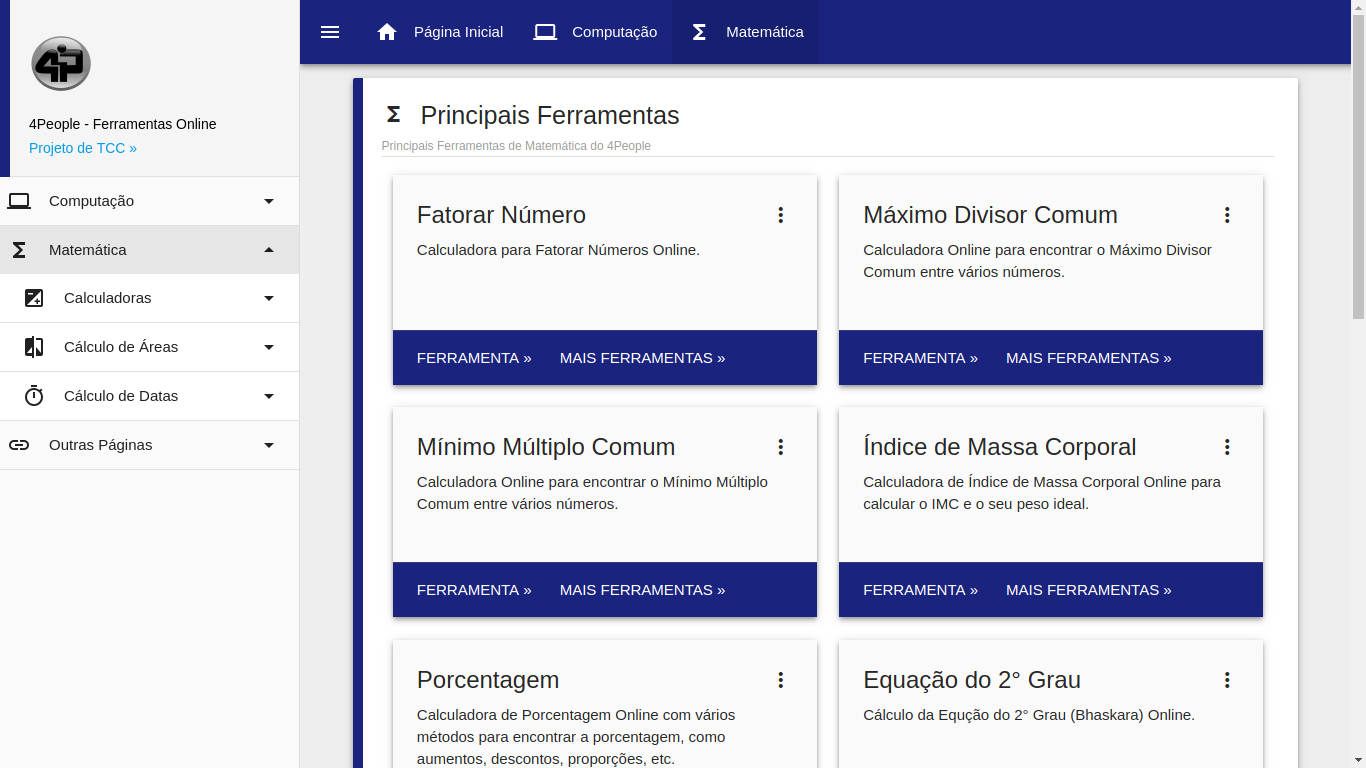 4P
4People - Ferramentas Online
Projeto de TCC »
Computação
Matemática
Calculadoras
Cálculo de Áreas
Cálculo de Datas
Outras Páginas
Página Inicial Computação Matemática
Principais Ferramentas
Principais Ferramentas de Matemática do 4People
Fatorar Número
Calculadora para Fatorar Números Online.
FERRAMENTA » MAIS FERRAMENTAS »
Máximo Divisor Comum
Calculadora Online para encontrar o Máximo Divisor
Comum entre vários números.
FERRAMENTA » MAIS FERRAMENTAS »
Mínimo Múltiplo Comum
Calculadora Online para encontrar o Mínimo Múltiplo
Comum entre vários números.
FERRAMENTA » MAIS FERRAMENTAS »
Índice de Massa Corporal
Calculadora de Índice de Massa Corporal Online para
calcular o IMC e o seu peso ideal.
FERRAMENTA » MAIS FERRAMENTAS »
Porcentagem
Calculadora de Porcentagem Online com vários
métodos para encontrar a porcentagem, como
aumentos, descontos, proporções, etc.
Equação do 2° Grau
Cálculo da Equção do 2° Grau (Bhaskara) Online.